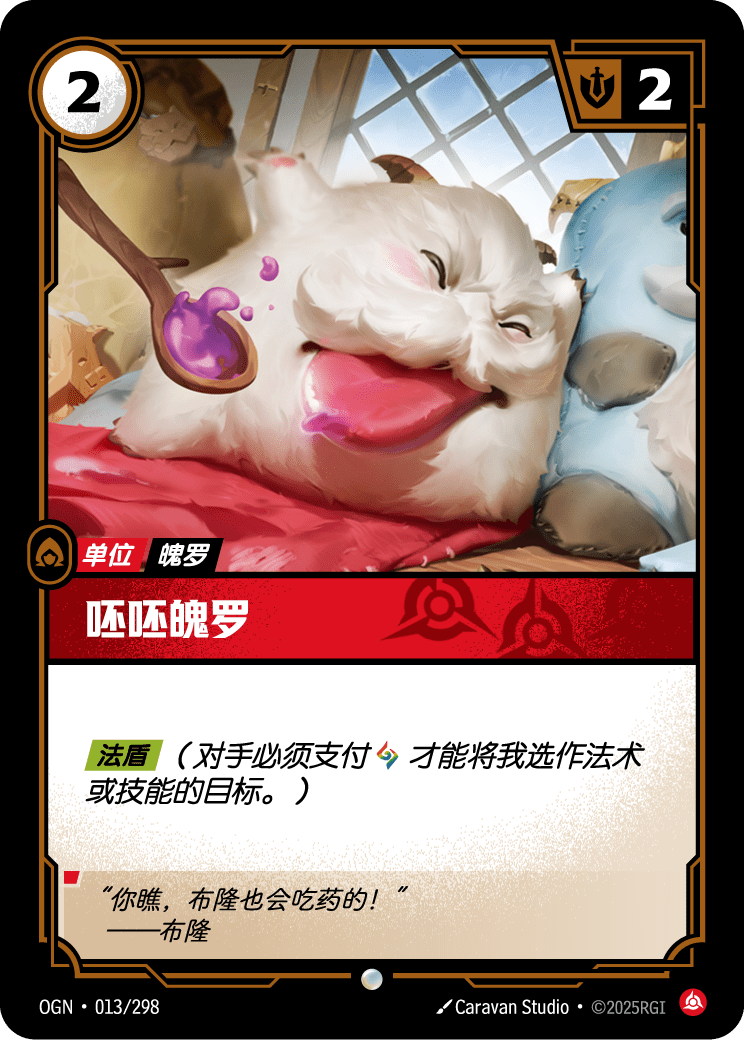 2
2
单位
魄罗
呸呸魄罗
法盾（对手必须支付 才能将我选作法术
或技能的目标。）
“你瞧，布隆也会吃药的！”
——布隆
OGN • 013/298
Caravan Studio • ©2025RGI